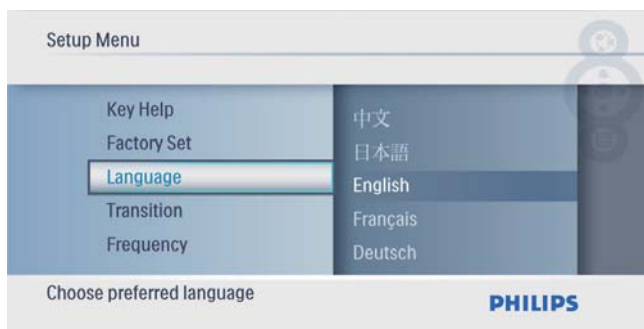 Setup Menu
Key Help
Factory Set
Language
Transition
Frequency
中文
日本語
English
Français
Deutsch
Choose preferred language
PHILIPS